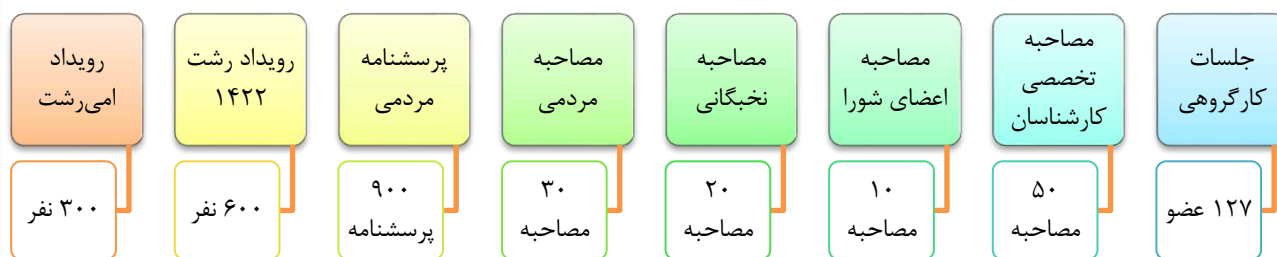 جلسات
کارگروهی
۱۲۷ عضو
مصاحبه
تخصصی
کارشناسان
۵۰
مصاحبه
مصاحبه
اعضای شورا
۱۰
مصاحبه
مصاحبه
نخبگانی
۲۰
مصاحبه
مصاحبه
مردمی
۳۰
مصاحبه
پرسشنامه
مردمی
۹۰۰
پرسشنامه
رویداد رشت
۱۴۲۲
۶۰۰ نفر
رویداد
امی‌رشت
۳۰۰ نفر